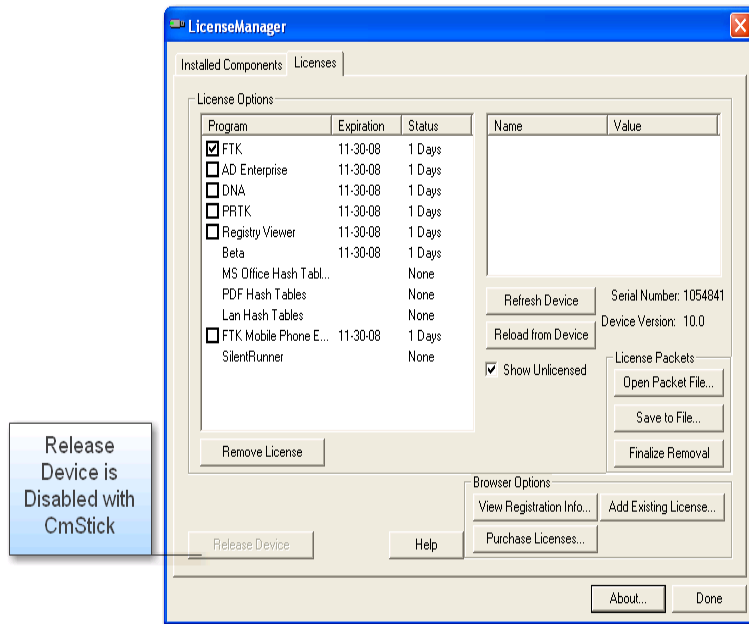 LicenseManager
Installed Components Licenses
License Options
Program Expiration Status
FTK 11-30-08 1 Days
AD Enterprise 11-30-08 1 Days
DNA 11-30-08 1 Days
PRTK 11-30-08 1 Days
Registry Viewer 11-30-08 1 Days
Beta 11-30-08 1 Days
MS Office Hash Tabl... None
PDF Hash Tables None
Lan Hash Tables None
FTK Mobile Phone E... 11-30-08 1 Days
SilentRunner None
Name Value
Refresh Device
Serial Number: 1054841
Reload from Device
Device Version: 10.0
Show Unlicensed
License Packets
Open Packet File...
Save to File...
Finalize Removal
Remove License
Browser Options
View Registration Info...
Add Existing License...
Purchase Licenses...
Release Device
Help
About...
Done
Release
Device is
Disabled with
CmStick